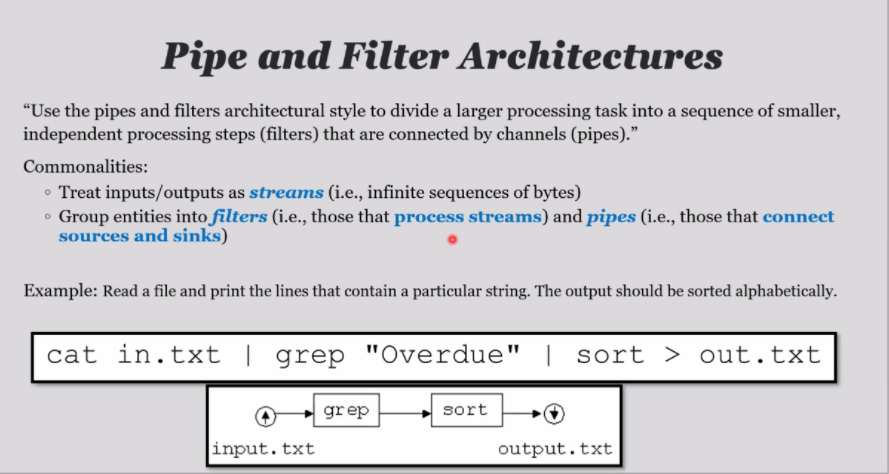 Pipe and Filter Architectures
“Use the pipes and filters architectural style to divide a larger processing task into a sequence of smaller,
independent processing steps (filters) that are connected by channels (pipes).”
Commonalities:
◦ Treat inputs/outputs as streams (i.e., infinite sequences of bytes)
◦ Group entities into filters (i.e., those that process streams) and pipes (i.e., those that connect
sources and sinks)
Example: Read a file and print the lines that contain a particular string. The output should be sorted alphabetically.
cat in.txt | grep "Overdue" | sort > out.txt
grep sort
input.txt output.txt